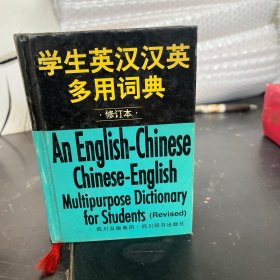 学生英汉汉英
多用词典
·修订本·
An English-Chinese
Chinese-English
Multipurpose Dictionary
for Students (Revised)
四川出版集团·四川辞书出版社